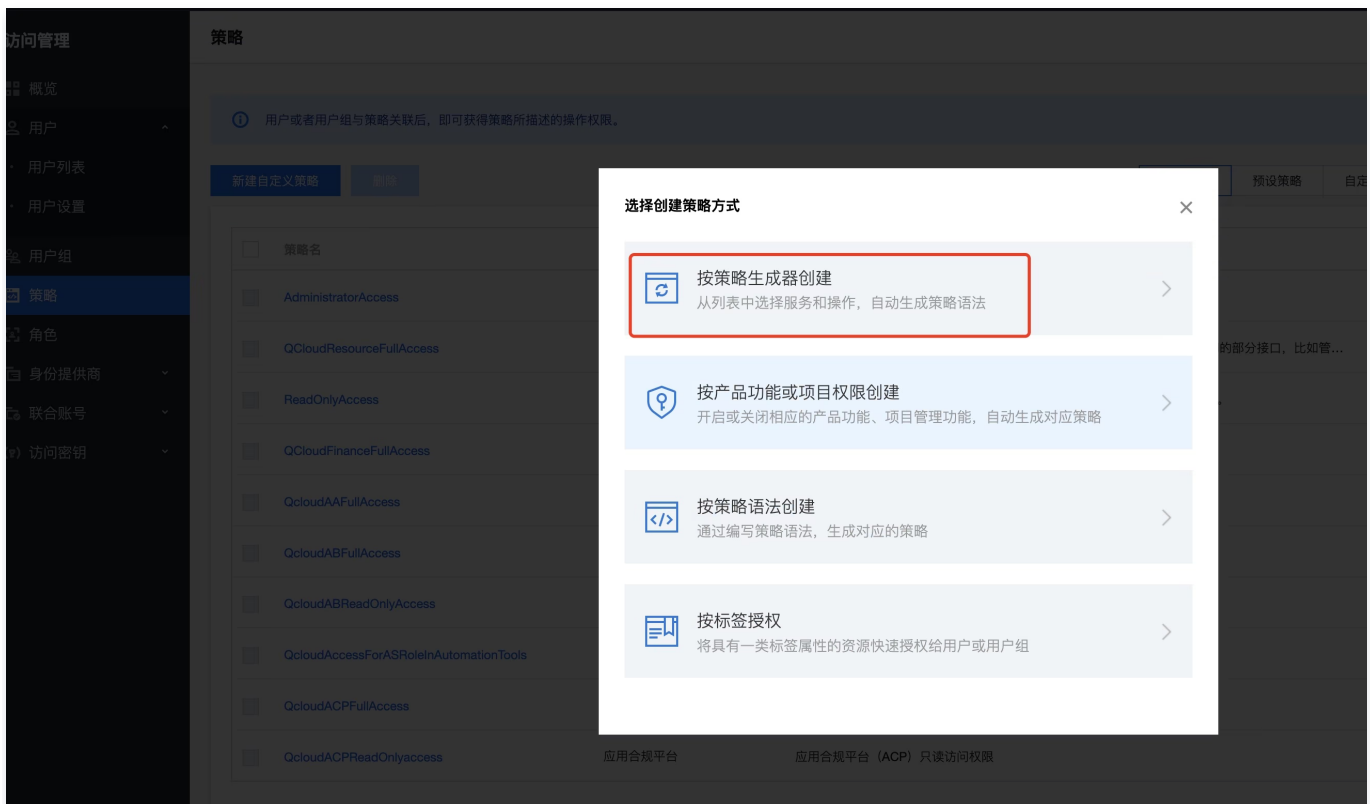 访问管理
策略
概览
用户
用户列表
用户设置
用户组
策略
角色
身份提供商
联合账号
访问密钥
用户或者用户组与策略关联后，即可获得策略所描述的操作权限。
新建自定义策略
删除
预设策略
自定
策略名
AdministratorAccess
QCloudResourceFullAccess
的部分接口，比如管...
ReadOnlyAccess
QCloudFinanceFullAccess
QcloudAAFullAccess
QcloudABFullAccess
QcloudABReadOnlyAccess
QcloudAccessForASRoleInAutomationTools
QcloudACPFullAccess
QcloudACPReadOnlyaccess
应用合规平台
应用合规平台（ACP）只读访问权限
选择创建策略方式
按策略生成器创建
从列表中选择服务和操作，自动生成策略语法
按产品功能或项目权限创建
开启或关闭相应的产品功能、项目管理功能，自动生成对应策略
按策略语法创建
通过编写策略语法，生成对应的策略
按标签授权
将具有一类标签属性的资源快速授权给用户或用户组